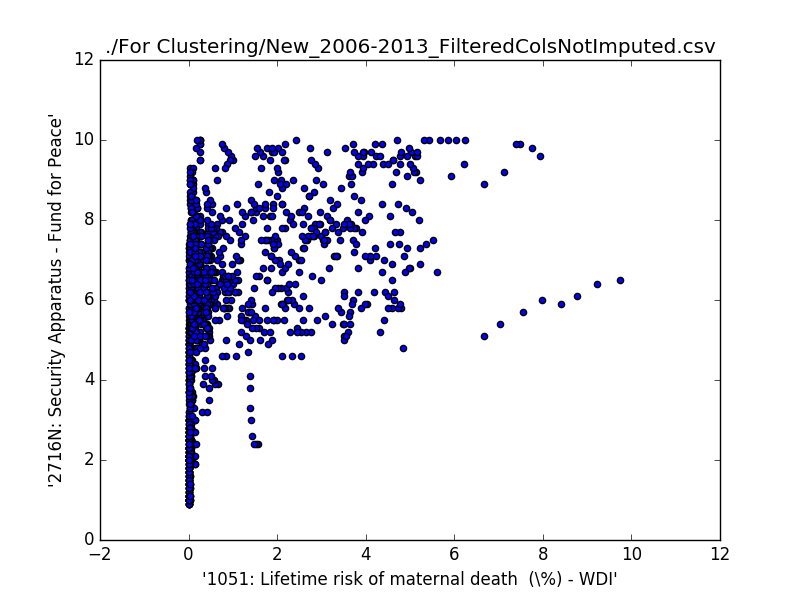 ./For Clustering/New_2006-2013_FilteredColsNotImputed.csv
12
10
8
6
4
2
0
'2716N: Security Apparatus - Fund for Peace'
−2 0 2 4 6 8 10 12
'1051: Lifetime risk of maternal death  (\%) - WDI'